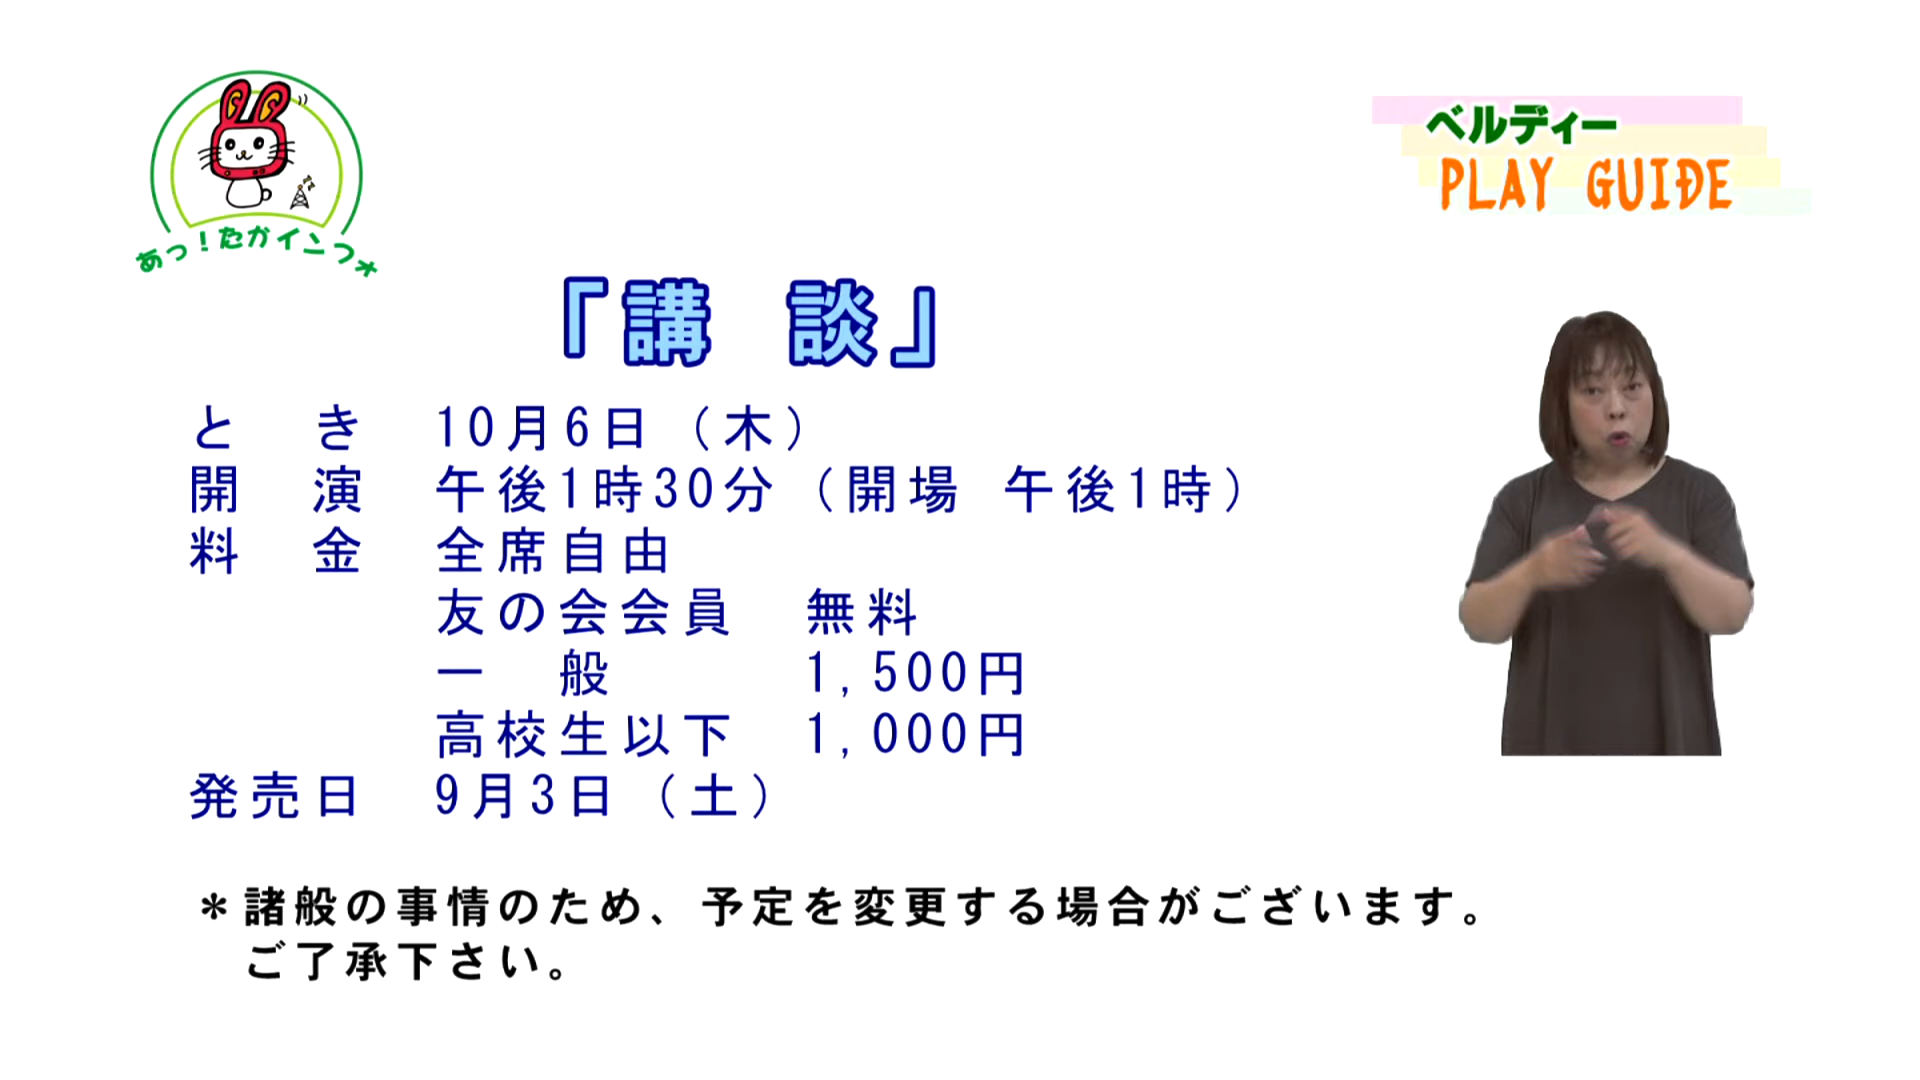 あっ！たかインフォ
ベルディー
PLAY GUIDE
『講　談』
と　き　10月6日（木）
開　演　午後1時30分（開場　午後1時）
料　金　全席自由
友の会会員　無料
一　般　1,500円
高校生以下　1,000円
発売日　9月3日（土）
＊諸般の事情のため、予定を変更する場合がございます。
ご了承下さい。